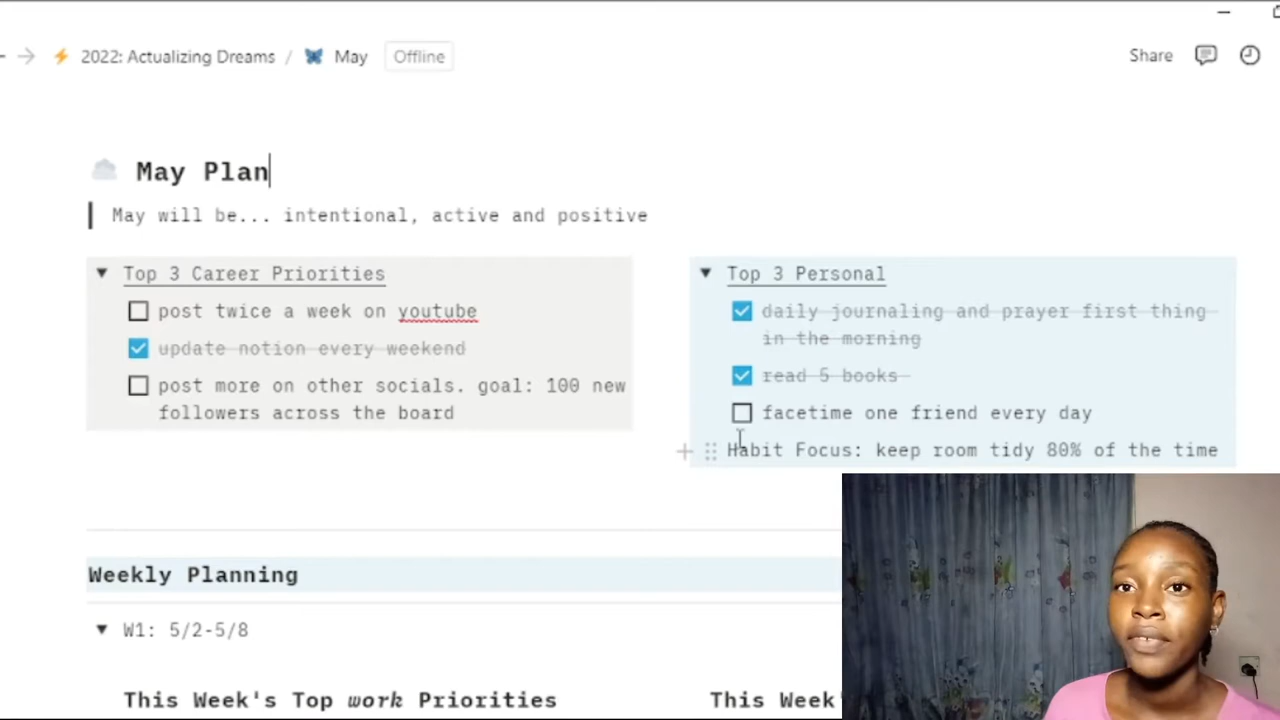 2022: Actualizing Dreams / May Offline
Share
May Plan
May will be... intentional, active and positive
Top 3 Career Priorities
post twice a week on youtube
update notion every weekend
post more on other socials. goal: 100 new
followers across the board
Top 3 Personal
daily journaling and prayer first thing
in the morning
read 5 books
facetime one friend every day
Habit Focus: keep room tidy 80% of the time
Weekly Planning
W1: 5/2-5/8
This Week's Top work Priorities
This Week'